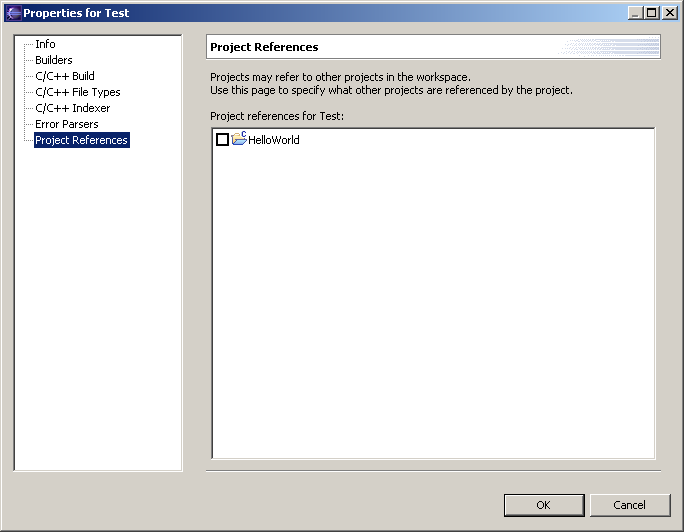 Properties for Test
Info
Builders
C/C++ Build
C/C++ File Types
C/C++ Indexer
Error Parsers
Project References
Project References
Projects may refer to other projects in the workspace.
Use this page to specify what other projects are referenced by the project.
Project references for Test:
C
HelloWorld
OK
Cancel